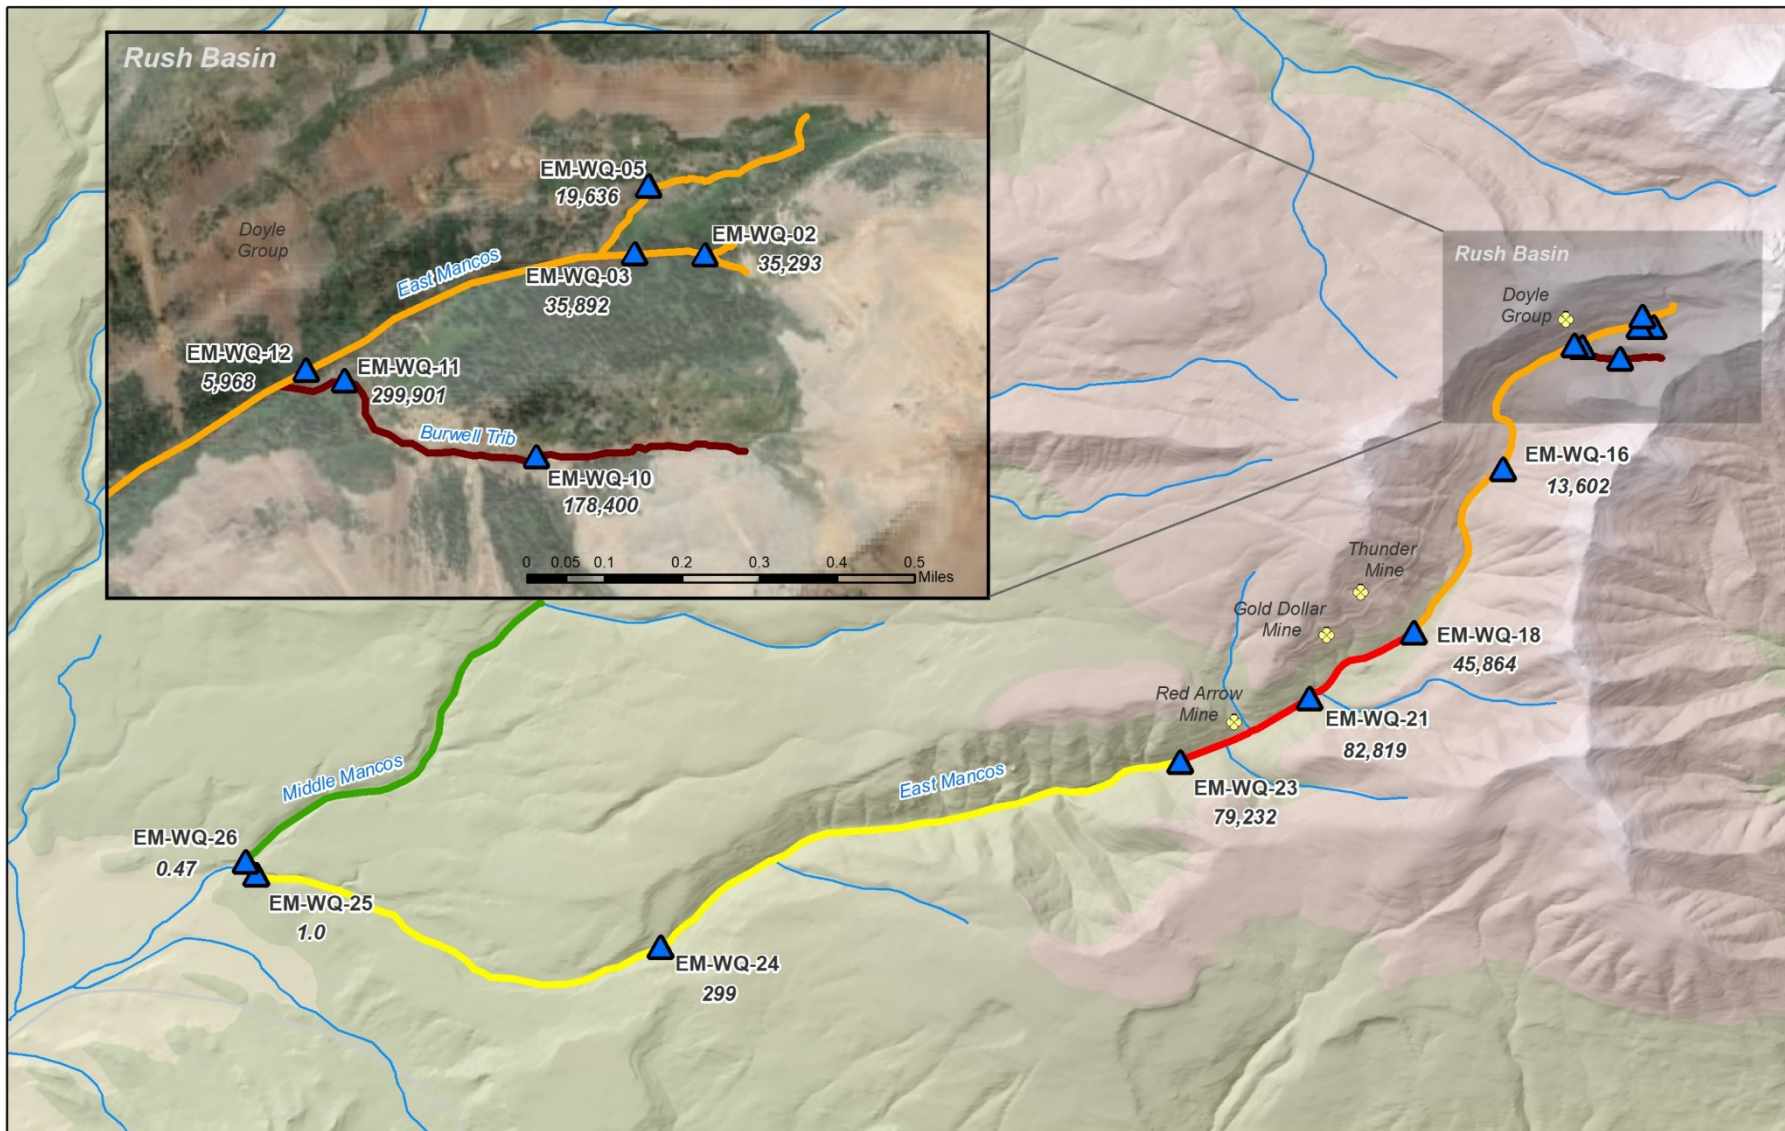 Rush Basin
EM-WQ-05
19,636
EM-WQ-02
35,293
Doyle
Group
East Mancos
EM-WQ-03
35,892
EM-WQ-12
5,968
EM-WQ-11
299,901
Burwell Trib
EM-WQ-10
178,400
0 0.05 0.1 0.2 0.3 0.4 0.5
Miles
Rush Basin
Doyle
Group
EM-WQ-16
13,602
Thunder
Mine
Gold Dollar
Mine
EM-WQ-18
45,864
Red Arrow
Mine
EM-WQ-21
82,819
East Mancos
EM-WQ-23
79,232
Middle Mancos
EM-WQ-26
0.47
EM-WQ-25
1.0
EM-WQ-24
299